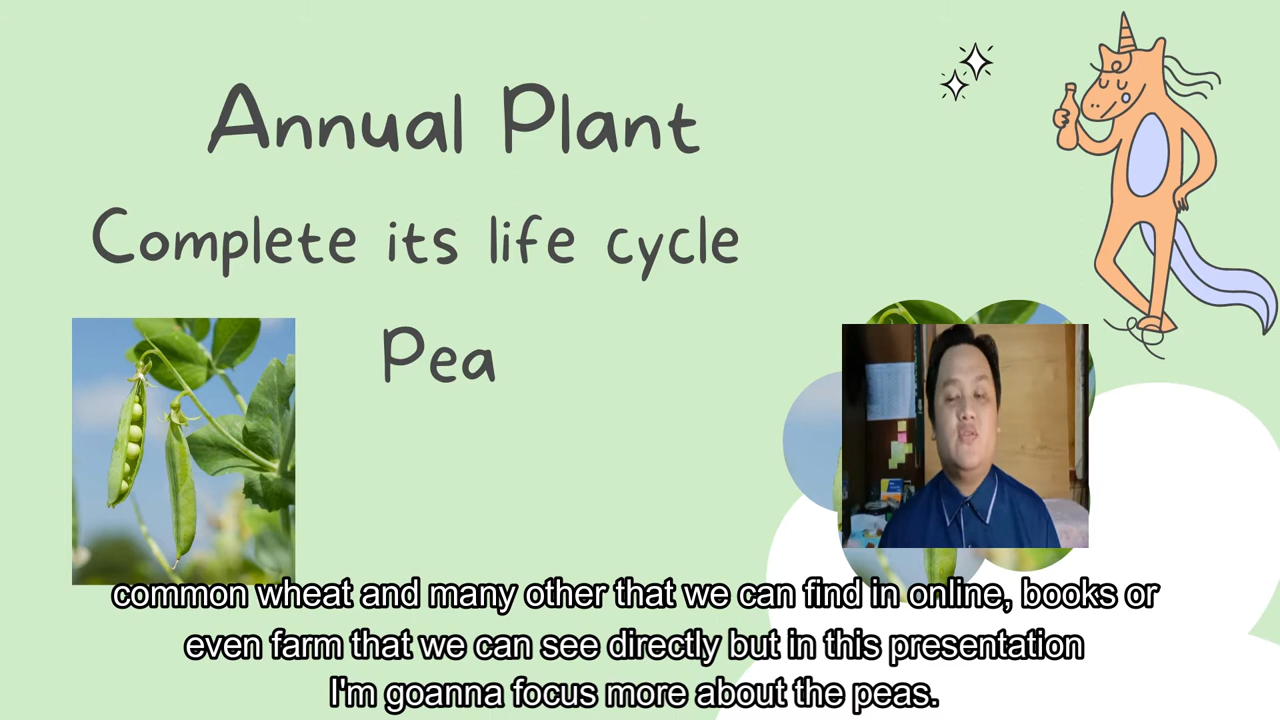 Annual Plant
Complete its life cycle
Pea
common wheat and many other that we can find in online, books or
even farm that we can see directly but in this presentation
I'm goanna focus more about the peas.